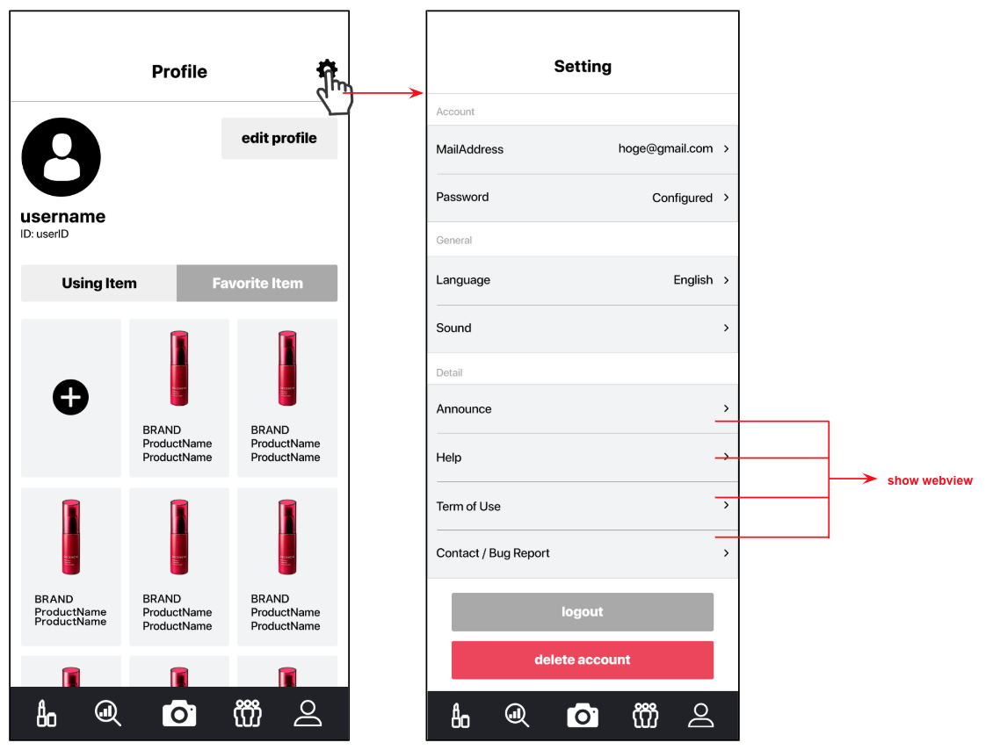 Profile
edit profile
username
ID: userID
Using Item
Favorite Item
BRAND
ProductName
ProductName
BRAND
ProductName
ProductName
BRAND
ProductName
ProductName
BRAND
ProductName
ProductName
BRAND
ProductName
ProductName
Setting
Account
MailAddress hoge@gmail.com >
Password Configured >
General
Language English >
Sound >
Detail
Announce >
Help >
Term of Use >
Contact / Bug Report >
logout
delete account
show webview